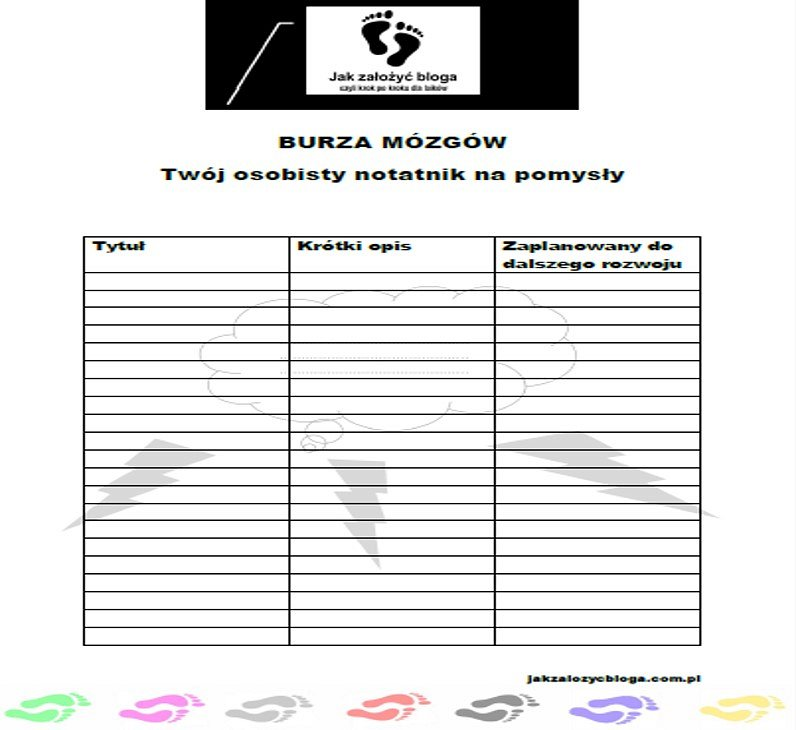 Jak założyć bloga
czyli krok po kroku dla laików
BURZA MÓZGÓW
Twój osobisty notatnik na pomysły
Tytuł
Krótki opis
Zaplanowany do
dalszego rozwoju
jakzalozycbloga.com.pl